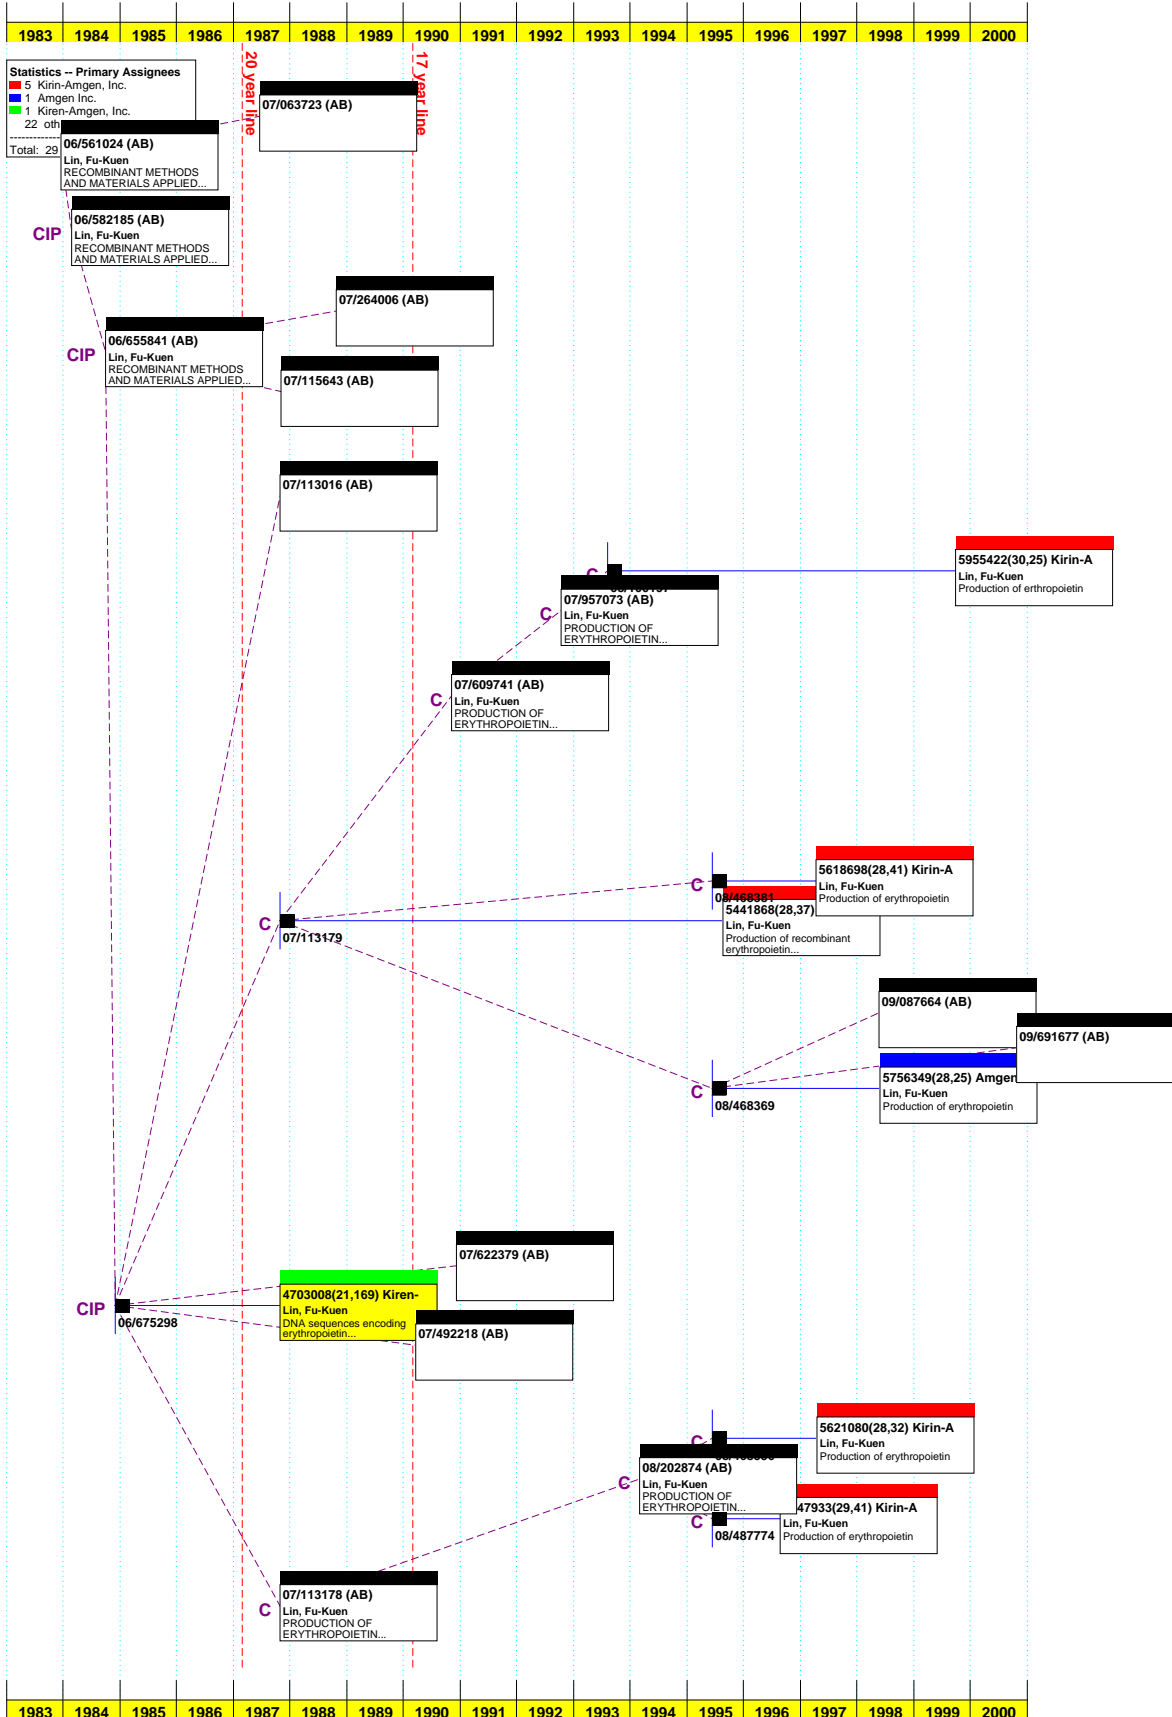 1983 1984 1985 1986 1987 1988 1989 1990 1991 1992 1993 1994 1995 1996 1997 1998 1999 2000
20 year line
17 year line
Statistics -- Primary Assignees
5 Kirin-Amgen, Inc.
1 Amgen Inc.
1 Kiren-Amgen, Inc.
22
Total: 29
07/063723 (AB)
06/561024 (AB)
Lin, Fu-Kuen
RECOMBINANT METHODS
AND MATERIALS APPLIED...
CIP
06/582185 (AB)
Lin, Fu-Kuen
RECOMBINANT METHODS
AND MATERIALS APPLIED...
07/264006 (AB)
CIP
06/655841 (AB)
Lin, Fu-Kuen
RECOMBINANT METHODS
AND MATERIALS APPLIED...
07/115643 (AB)
07/113016 (AB)
5955422(30,25) Kirin-A
Lin, Fu-Kuen
Production of erthropoietin
C
C
07/957073 (AB)
Lin, Fu-Kuen
PRODUCTION OF
ERYTHROPOIETIN...
C
07/609741 (AB)
Lin, Fu-Kuen
PRODUCTION OF
ERYTHROPOIETIN...
5618698(28,41) Kirin-A
Lin, Fu-Kuen
Production of erythropoietin
C
08/468381
5441868(28,37)
Lin, Fu-Kuen
Production of recombinant
erythropoietin...
C
07/113179
09/087664 (AB)
09/691677 (AB)
5756349(28,25) Amgen
Lin, Fu-Kuen
Production of erythropoietin
C
08/468369
07/622379 (AB)
CIP
06/675298
4703008(21,169) Kiren-
Lin, Fu-Kuen
DNA sequences encoding
erythropoietin...
07/492218 (AB)
5621080(28,32) Kirin-A
Lin, Fu-Kuen
Production of erythropoietin
C
C
08/202874 (AB)
Lin, Fu-Kuen
PRODUCTION OF
ERYTHROPOIETIN...
47933(29,41) Kirin-A
Lin, Fu-Kuen
Production of erythropoietin
C
08/487774
C
07/113178 (AB)
Lin, Fu-Kuen
PRODUCTION OF
ERYTHROPOIETIN...
1983 1984 1985 1986 1987 1988 1989 1990 1991 1992 1993 1994 1995 1996 1997 1998 1999 2000